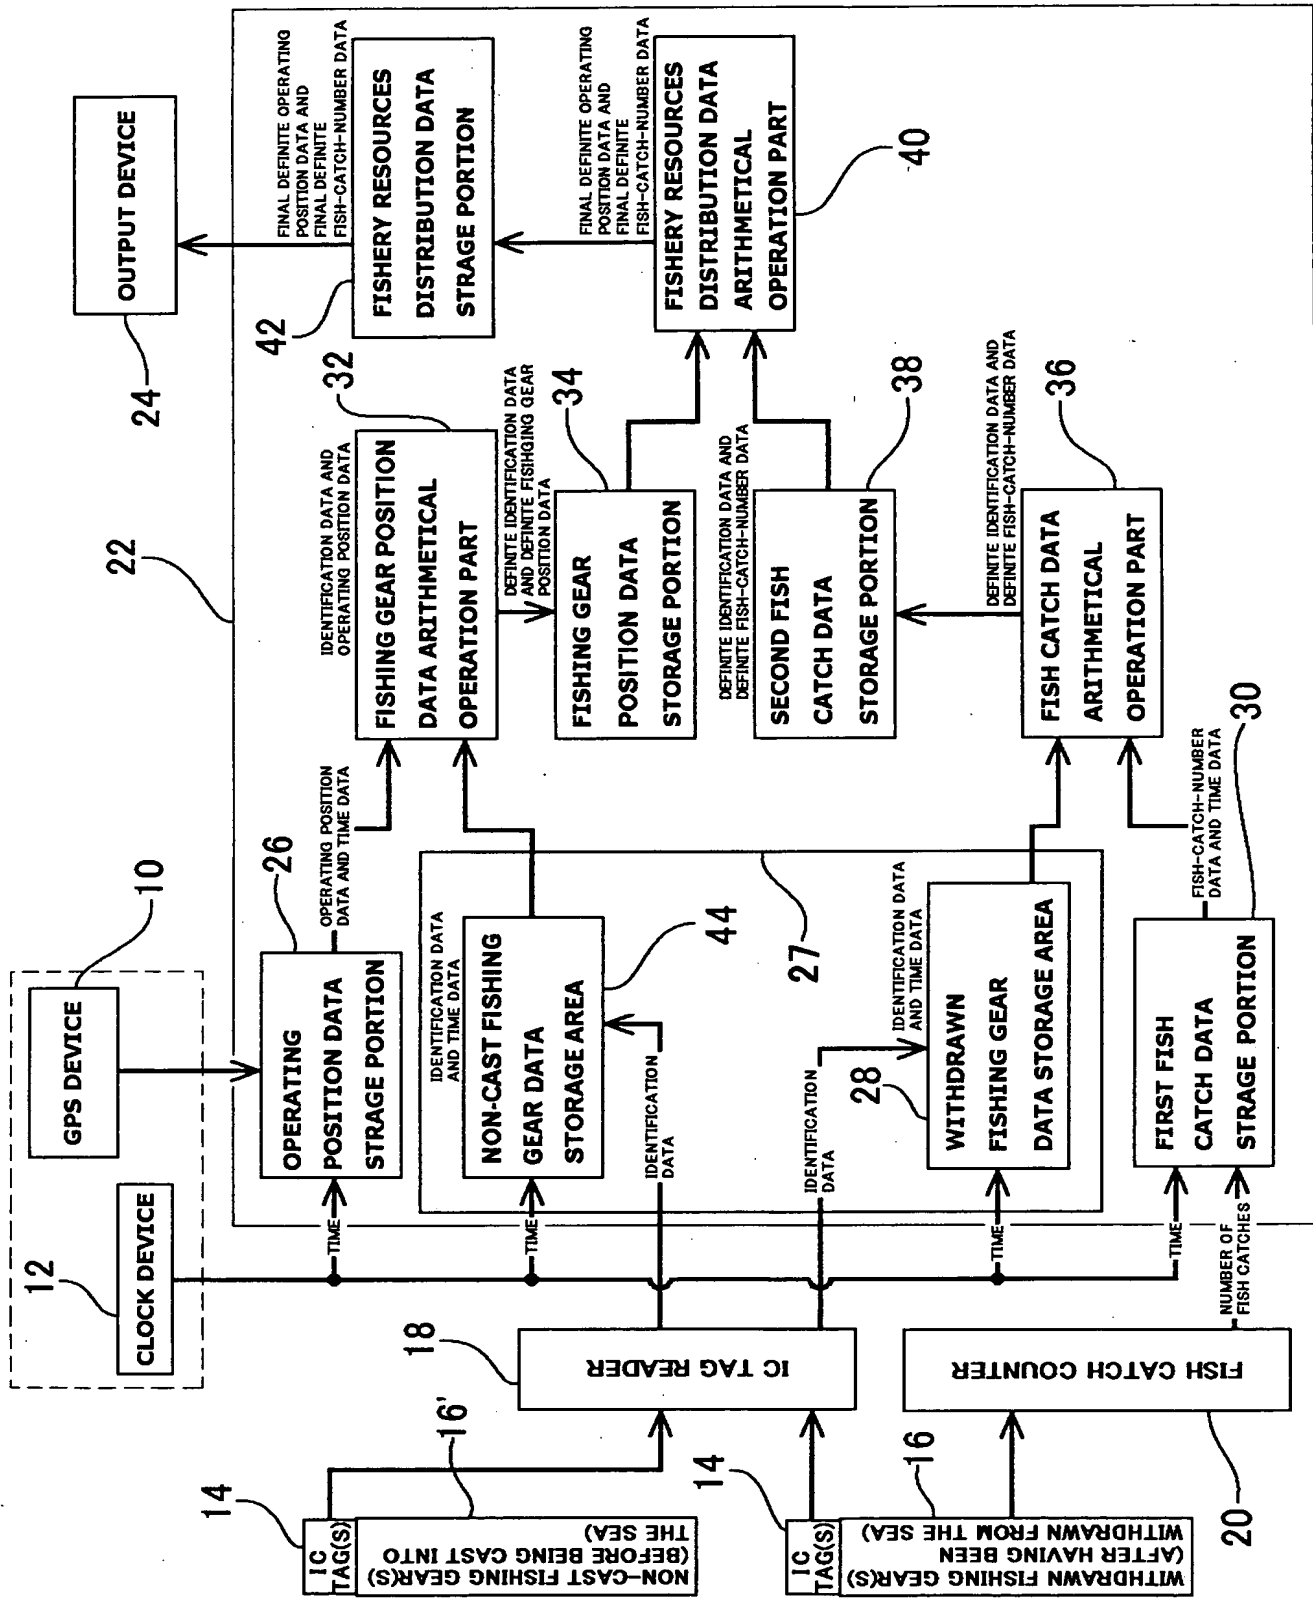 10
GPS DEVICE
12
CLOCK DEVICE
22
OUTPUT DEVICE
24
26
OPERATING
POSITION DATA
STRAGE PORTION
OPERATING POSITION
DATA AND TIME DATA
IDENTIFICATION DATA AND
OPERATING POSITION DATA
32
FISHING GEAR POSITION
DATA ARITHMETICAL
OPERATION PART
DEFINITE IDENTIFICATION DATA
AND DEFINITE FISIHGING GEAR
POSITION DATA
34
FISHING GEAR
POSITION DATA
STORAGE PORTION
FINAL DEFINITE OPERATING
POSITION DATA AND
FINAL DEFINITE
FISH-CATCH-NUMBER DATA
42
FISHERY RESOURCES
DISTRIBUTION DATA
STRAGE PORTION
FINAL DEFINITE OPERATING
POSITION DATA AND
FINAL DEFINITE
FISH-CATCH-NUMBER DATA
FISHERY RESOURCES
DISTRIBUTION DATA
ARITHMETICAL
OPERATION PART
40
IDENTIFICATION DATA
AND TIME DATA
NON-CAST FISHING
GEAR DATA
STORAGE AREA
44
27
TIME
TIME
TIME
TIME
IDENTIFICATION
DATA
IDENTIFICATION
DATA
28
IDENTIFICATION DATA
AND TIME DATA
WITHDRAWN
FISHING GEAR
DATA STORAGE AREA
DEFINITE IDENTIFICATION DATA AND
DEFINITE FISH-CATCH-NUMBER DATA
SECOND FISH
CATCH DATA
STORAGE PORTION
38
DEFINITE IDENTIFICATION DATA AND
DEFINITE FISH-CATCH-NUMBER DATA
36
FISH CATCH DATA
ARITHMETICAL
OPERATION PART
FIRST FISH
CATCH DATA
STRAGE PORTION
30
FISH-CATCH-NUMBER
DATA AND TIME DATA
NUMBER OF
FISH CATCHES
18
IC TAG READER
FISH CATCH COUNTER
20
14
IC
TAG(S)
16'
NON-CAST FISHING GEAR(S)
(BEFORE BEING CAST INTO
THE SEA)
14
IC
TAG(S)
16
WITHDRAWN FISHING GEAR(S)
(AFTER HAVING BEEN
WITHDRAWN FROM THE SEA)